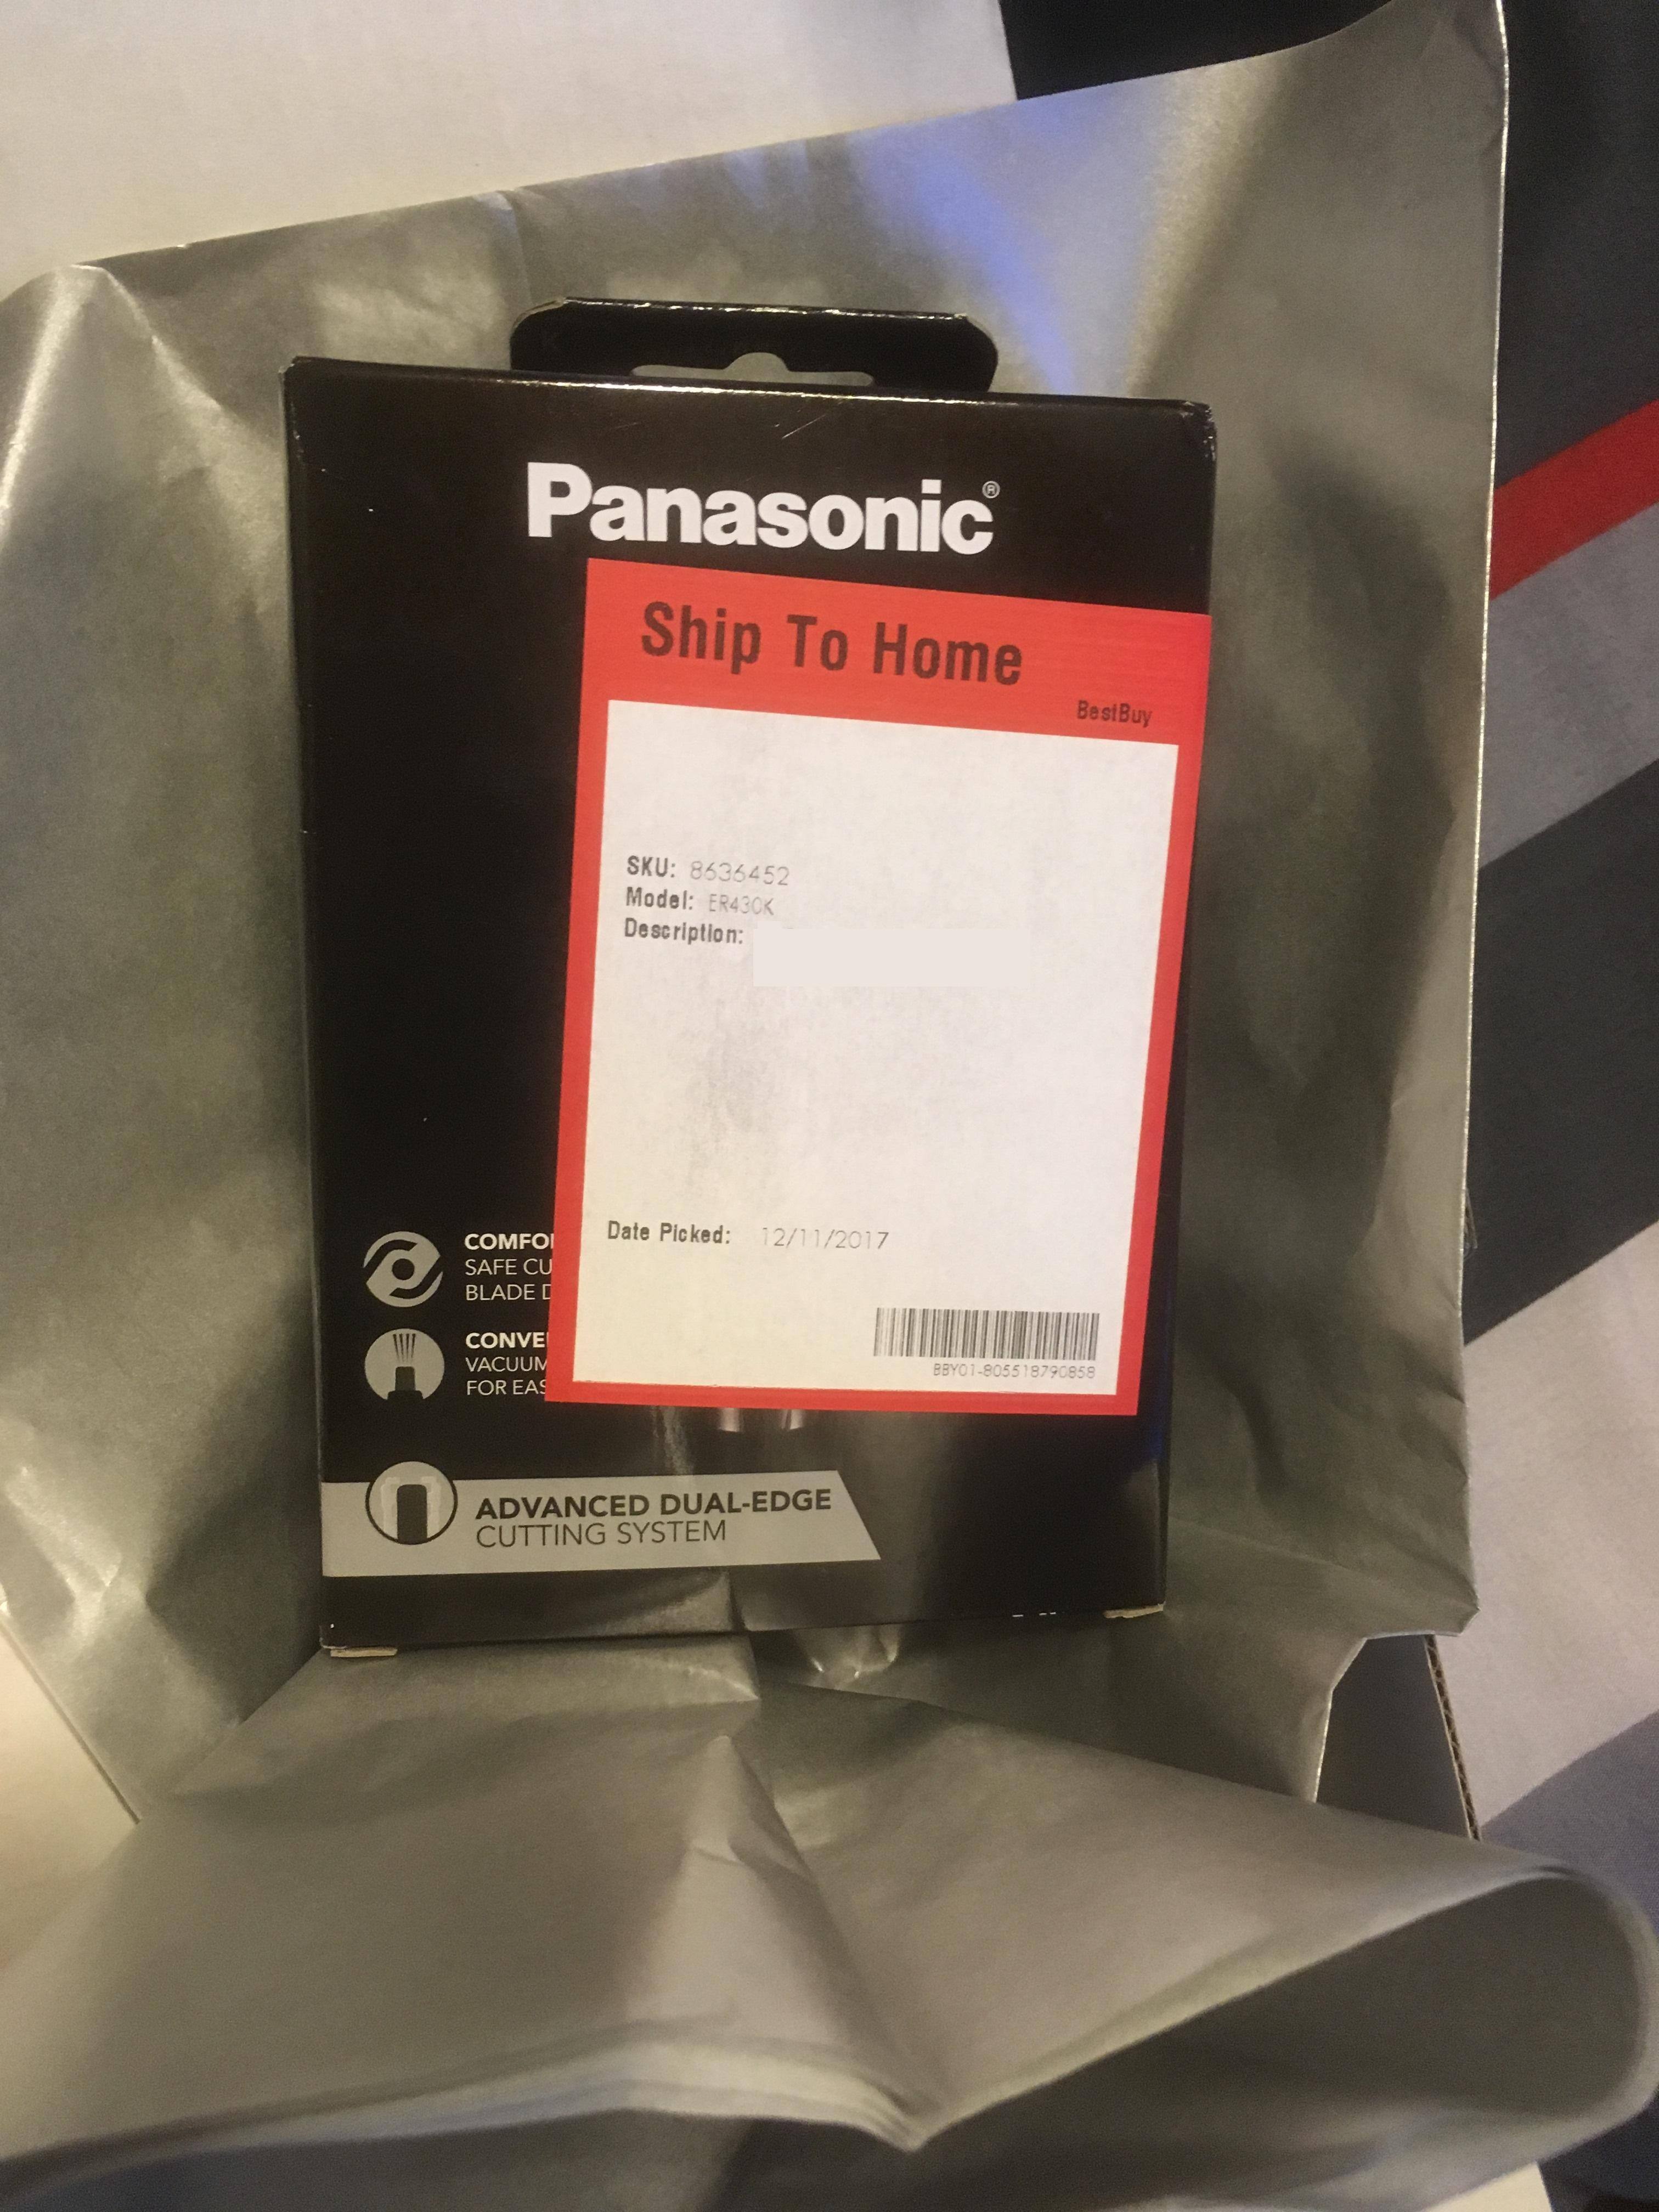 Panasonic®
Ship To Home
BestBuy
SKU: 8636452
Model: ER430K
Description:
Date Picked: 12/11/2017
BBY01-805518790858
COMFO
SAFE CU
BLADE D
CONVE
VACUUM
FOR EAS
ADVANCED DUAL-EDGE
CUTTING SYSTEM